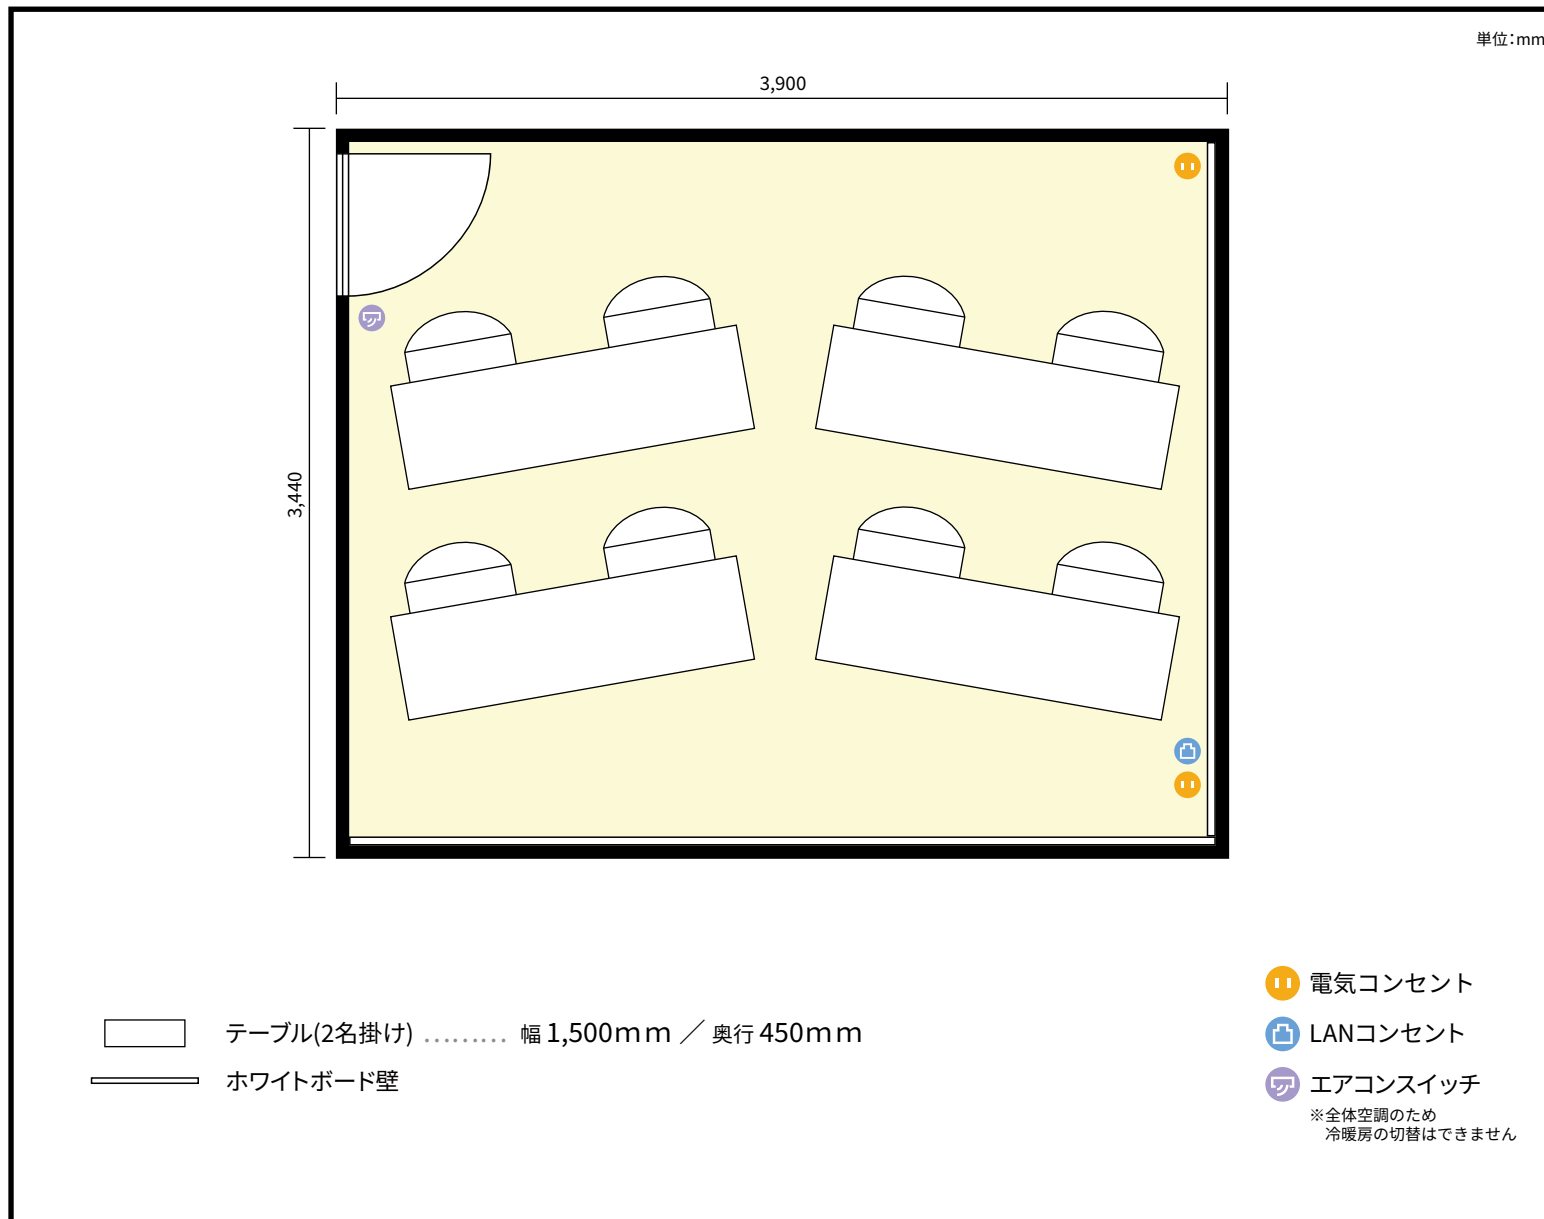 単位：mm
3,900
3,440
テーブル(2名掛け) ......... 幅 1,500mm ／ 奥行 450mm
ホワイトボード壁
電気コンセント
LANコンセント
エアコンスイッチ
※全体空調のため
冷暖房の切替はできません